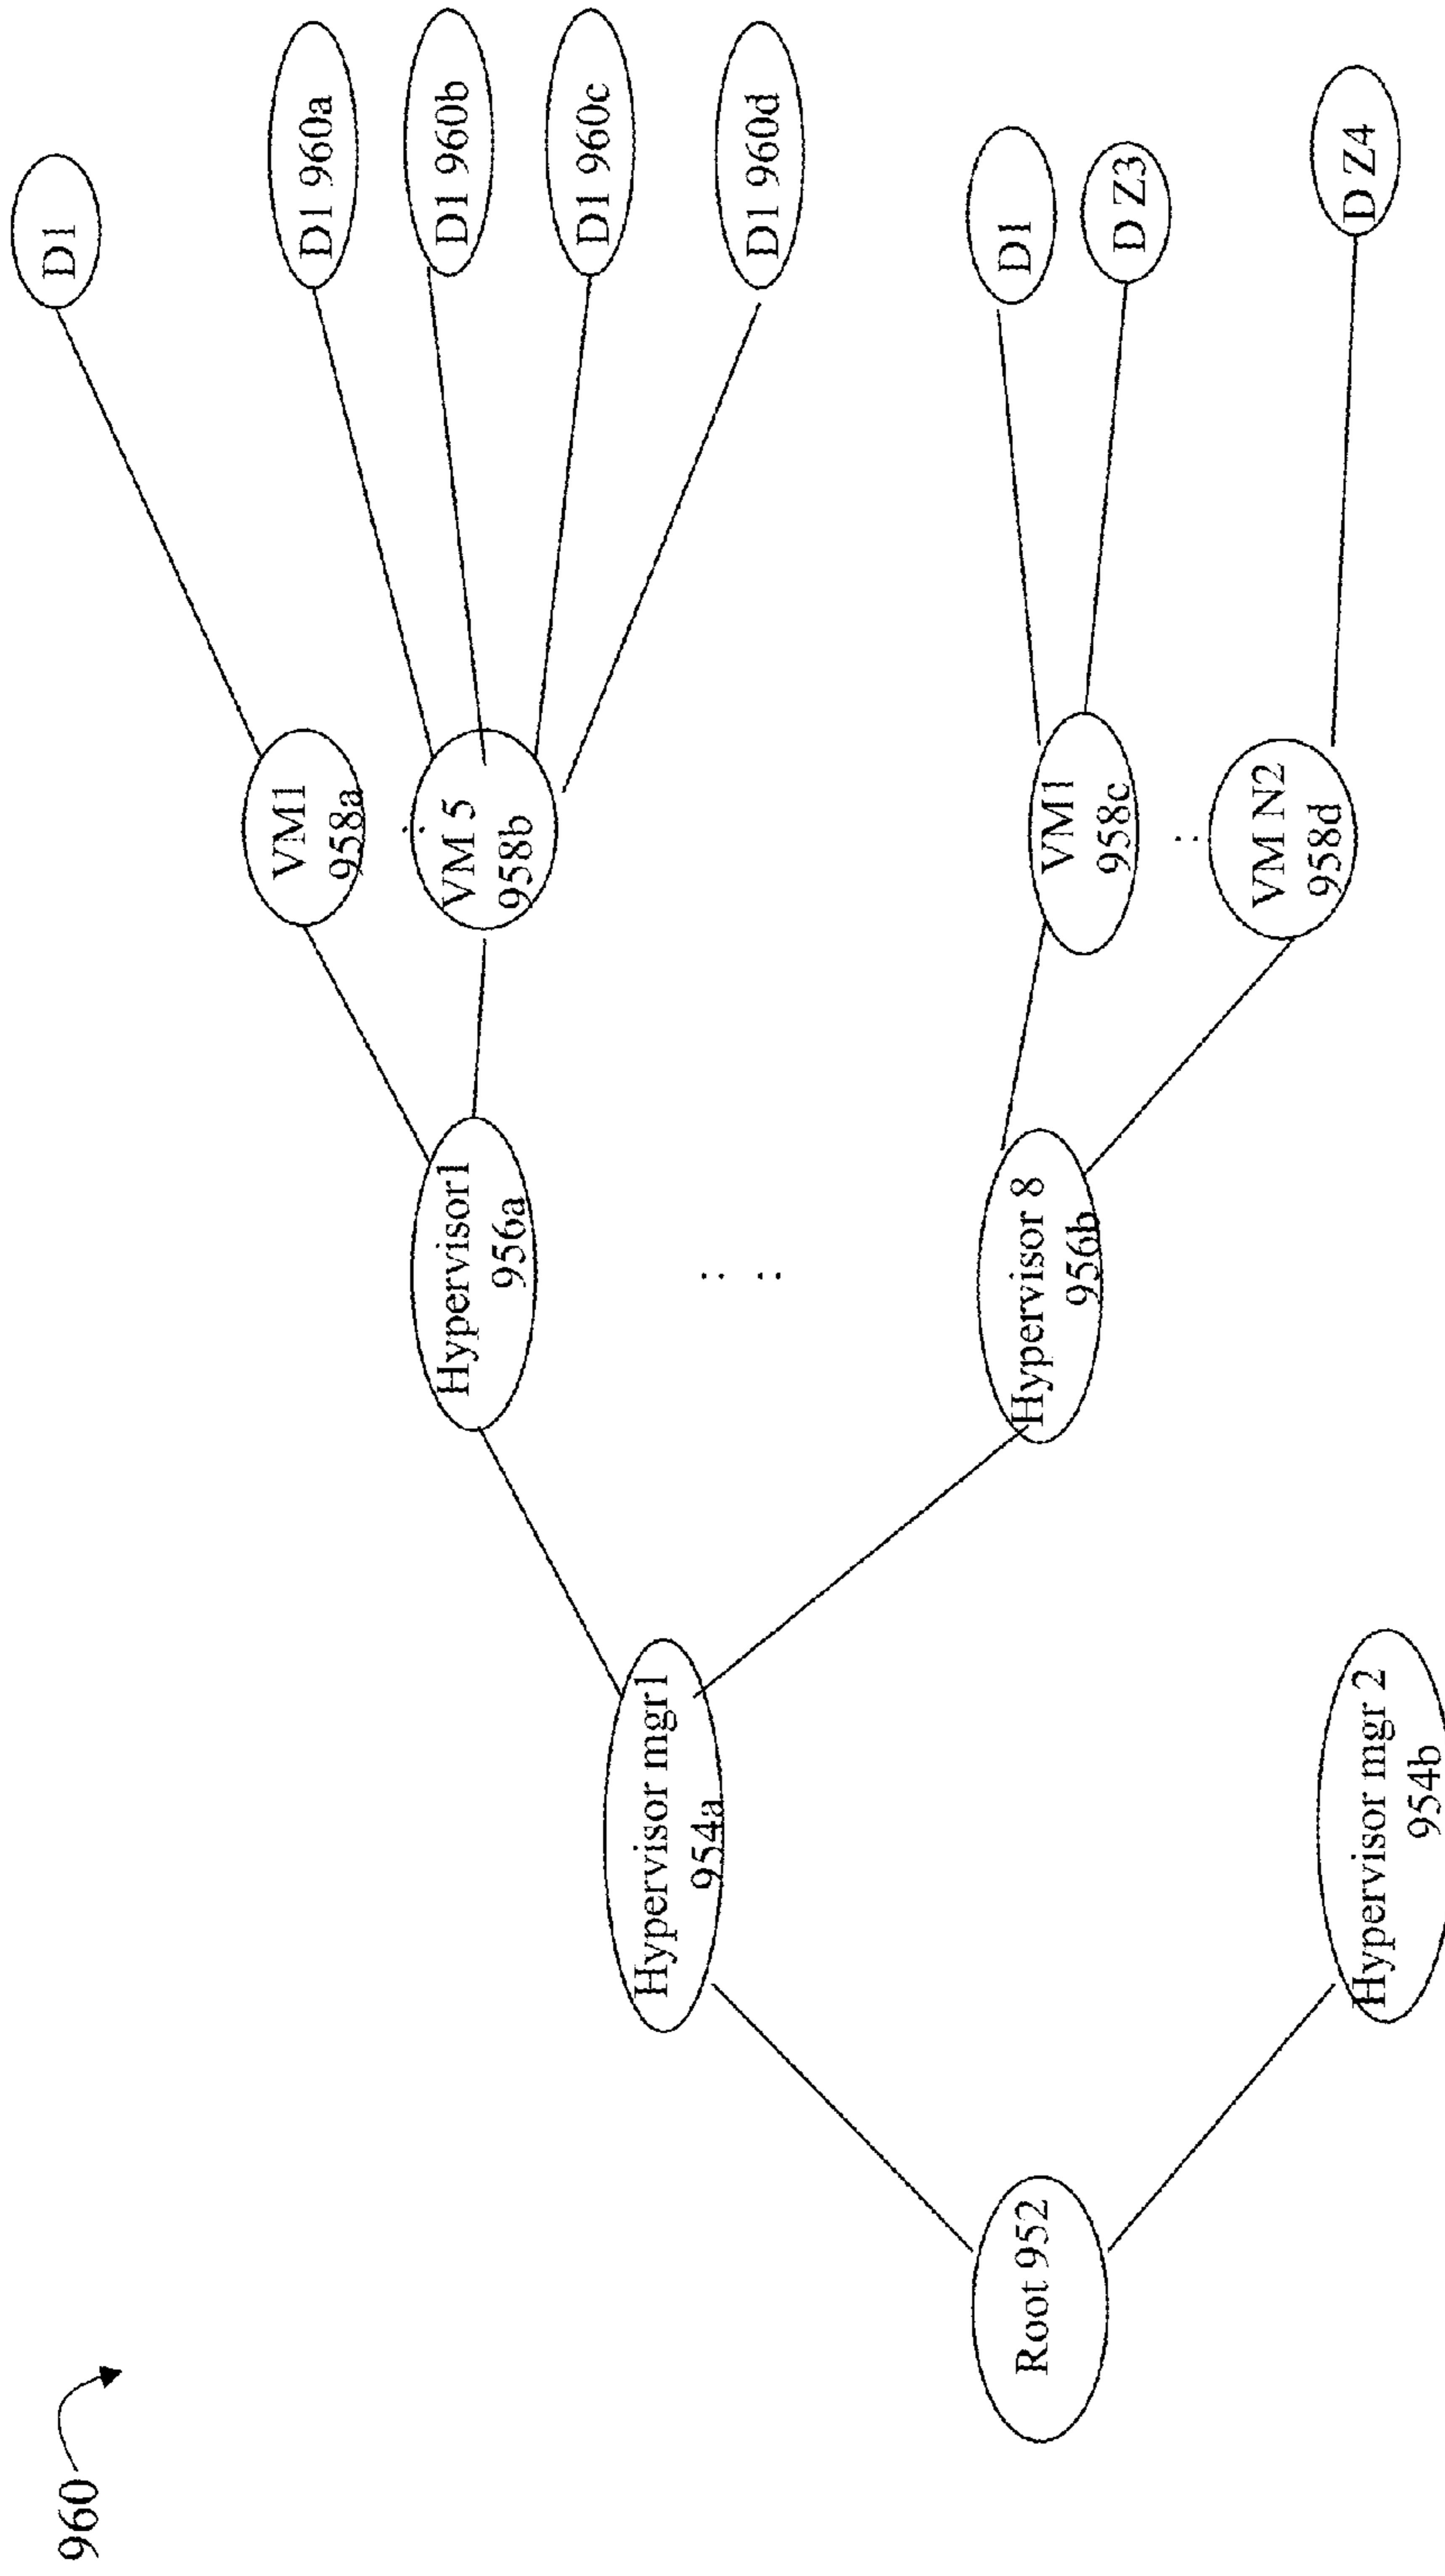 960
Root 952
Hypervisor mgr1
954a
Hypervisor mgr 2
954b
Hypervisor1
956a
Hypervisor 8
956b
VM1
958a
VM 5
958b
VM1
958c
VM N2
958d
D1
D1 960a
D1 960b
D1 960c
D1 960d
D1
D Z3
D Z4